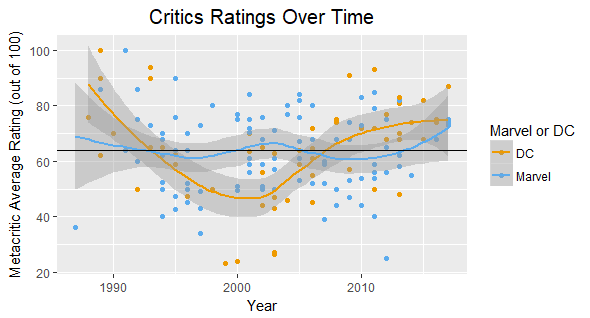 Critics Ratings Over Time
Metacritic Average Rating (out of 100)
100
80
60
40
20
1990
2000
2010
Year
Marvel or DC
DC
Marvel